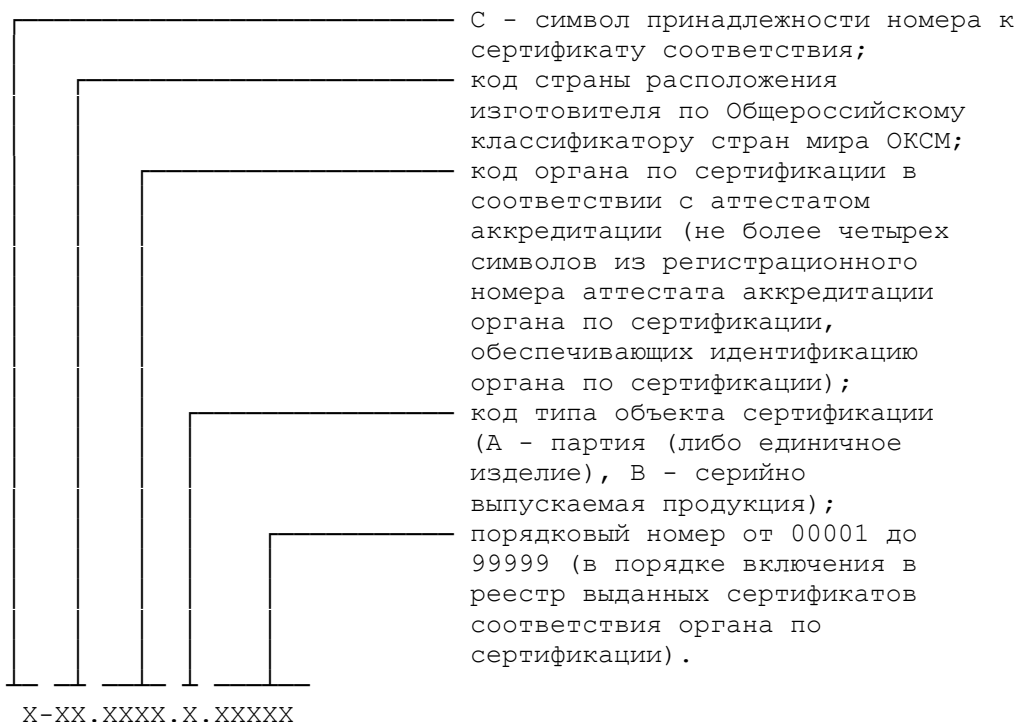 С - символ принадлежности номера к
сертификату соответствия;
код страны расположения
изготовителя по Общероссийскому
классификатору стран мира ОКСМ;
код органа по сертификации в
соответствии с аттестатом
аккредитации (не более четырех
символов из регистрационного
номера аттестата аккредитации
органа по сертификации,
обеспечивающих идентификацию
органа по сертификации);
код типа объекта сертификации
(А - партия (либо единичное
изделие), В - серийно
выпускаемая продукция);
порядковый номер от 00001 до
99999 (в порядке включения в
реестр выданных сертификатов
соответствия органа по
сертификации).
X-XX.XXXX.X.XXXXX